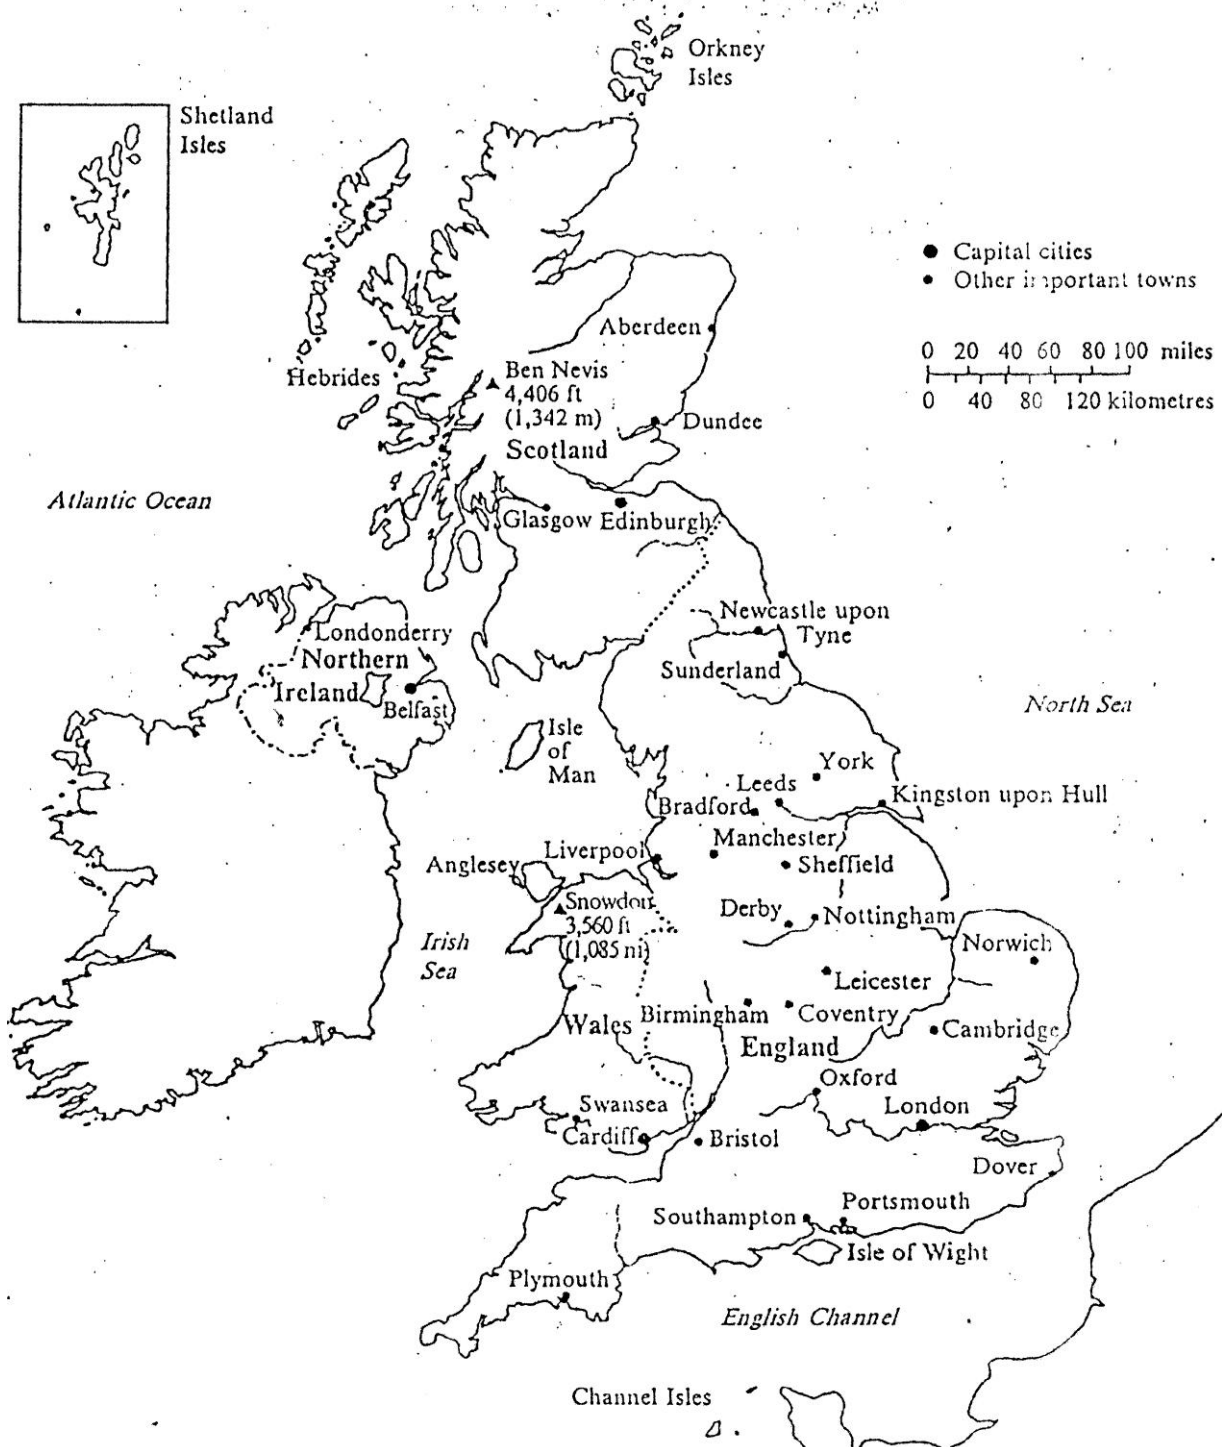 Orkney
Isles
Shetland
Isles
Capital cities
Other important towns
Aberdeen
0 20 40 60 80 100 miles
0 40 80 120 kilometres
Ben Nevis
4,406 ft
(1,342 m)
Hebrides
Dundee
Scotland
Atlantic Ocean
Glasgow
Edinburgh
Newcastle upon
Tyne
Londonderry
Northern
Ireland
Sunderland
Belfast
North Sea
Isle
of
Man
York
Leeds
Kingston upon Hull
Bradford
Manchester
Liverpool
Anglesey
Sheffield
Snowdon
3,560 ft
(1,085 m)
Derby
Nottingham
Norwich
Irish
Sea
Leicester
Birmingham
Coventry
Wales
Cambridge
England
Oxford
Swansea
London
Cardiff
Bristol
Dover
Portsmouth
Southampton
Isle of Wight
Plymouth
English Channel
Channel Isles